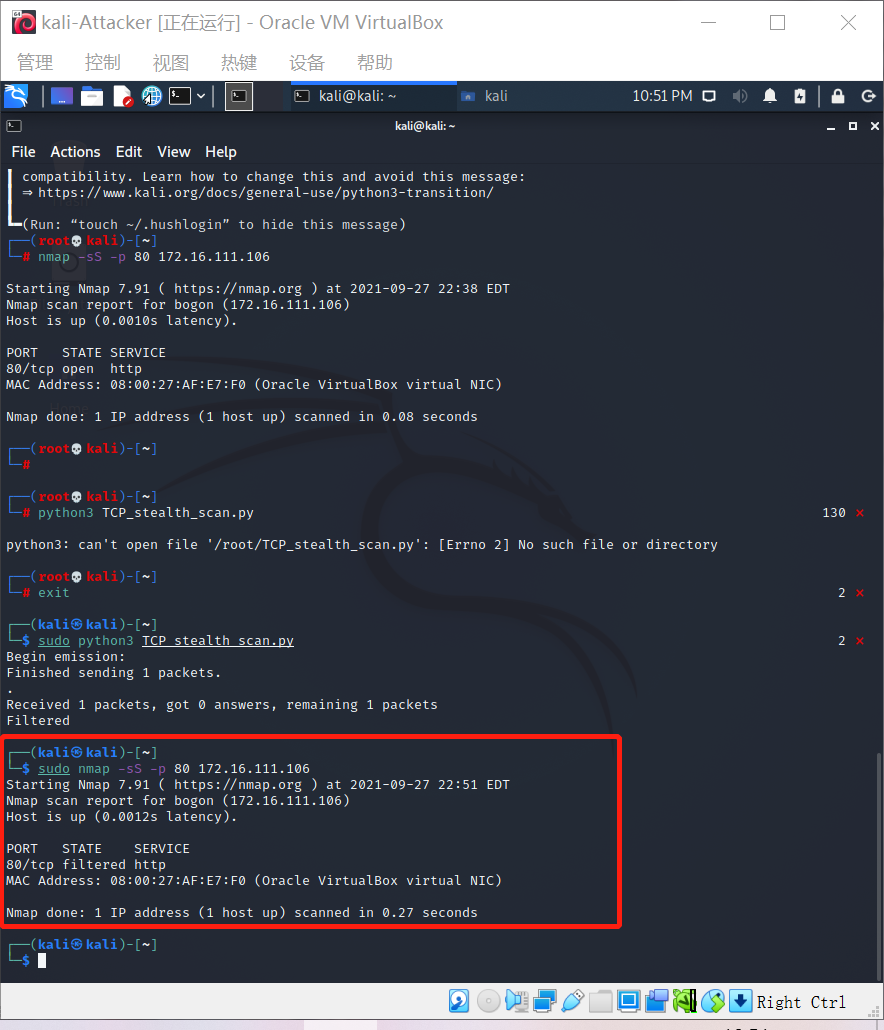 kali-Attacker [正在运行] - Oracle VM VirtualBox
管理 控制 视图 热键 设备 帮助
kali@kali: ~ kali 10:51 PM
kali@kali: ~
File Actions Edit View Help
compatibility. Learn how to change this and avoid this message:
⇒ https://www.kali.org/docs/general-use/python3-transition/
(Run: “touch ~/.hushlogin” to hide this message)
┌──(root💀kali)-[~]
└─# nmap -sS -p 80 172.16.111.106
Starting Nmap 7.91 ( https://nmap.org ) at 2021-09-27 22:38 EDT
Nmap scan report for bogon (172.16.111.106)
Host is up (0.0010s latency).
PORT   STATE SERVICE
80/tcp open  http
MAC Address: 08:00:27:AF:E7:F0 (Oracle VirtualBox virtual NIC)
Nmap done: 1 IP address (1 host up) scanned in 0.08 seconds
┌──(root💀kali)-[~]
└─#
┌──(root💀kali)-[~]
└─# python3 TCP_stealth_scan.py 130 ⨯
python3: can't open file '/root/TCP_stealth_scan.py': [Errno 2] No such file or directory
┌──(root💀kali)-[~]
└─# exit 2 ⨯
┌──(kali㉿kali)-[~]
└─$ sudo python3 TCP_stealth_scan.py 2 ⨯
Begin emission:
Finished sending 1 packets.
.
Received 1 packets, got 0 answers, remaining 1 packets
Filtered
┌──(kali㉿kali)-[~]
└─$ sudo nmap -sS -p 80 172.16.111.106
Starting Nmap 7.91 ( https://nmap.org ) at 2021-09-27 22:51 EDT
Nmap scan report for bogon (172.16.111.106)
Host is up (0.0012s latency).
PORT   STATE    SERVICE
80/tcp filtered http
MAC Address: 08:00:27:AF:E7:F0 (Oracle VirtualBox virtual NIC)
Nmap done: 1 IP address (1 host up) scanned in 0.27 seconds
┌──(kali㉿kali)-[~]
└─$
Right Ctrl